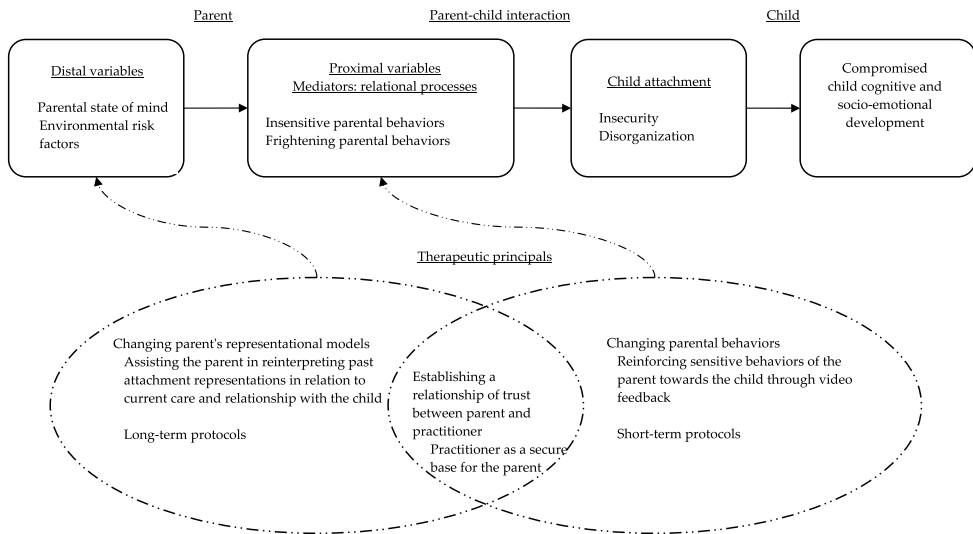 Parent
Parent-child interaction
Child
Distal variables
Parental state of mind
Environmental risk
factors
Proximal variables
Mediators: relational processes
Insensitive parental behaviors
Frightening parental behaviors
Child attachment
Insecurity
Disorganization
Compromised
child cognitive and
socio-emotional
development
Therapeutic principals
Changing parent's representational models
Assisting the parent in reinterpreting past
attachment representations in relation to
current care and relationship with the child
Long-term protocols
Establishing a
relationship of trust
between parent and
practitioner
Practitioner as a secure
base for the parent
Changing parental behaviors
Reinforcing sensitive behaviors of the
parent towards the child through video
feedback
Short-term protocols